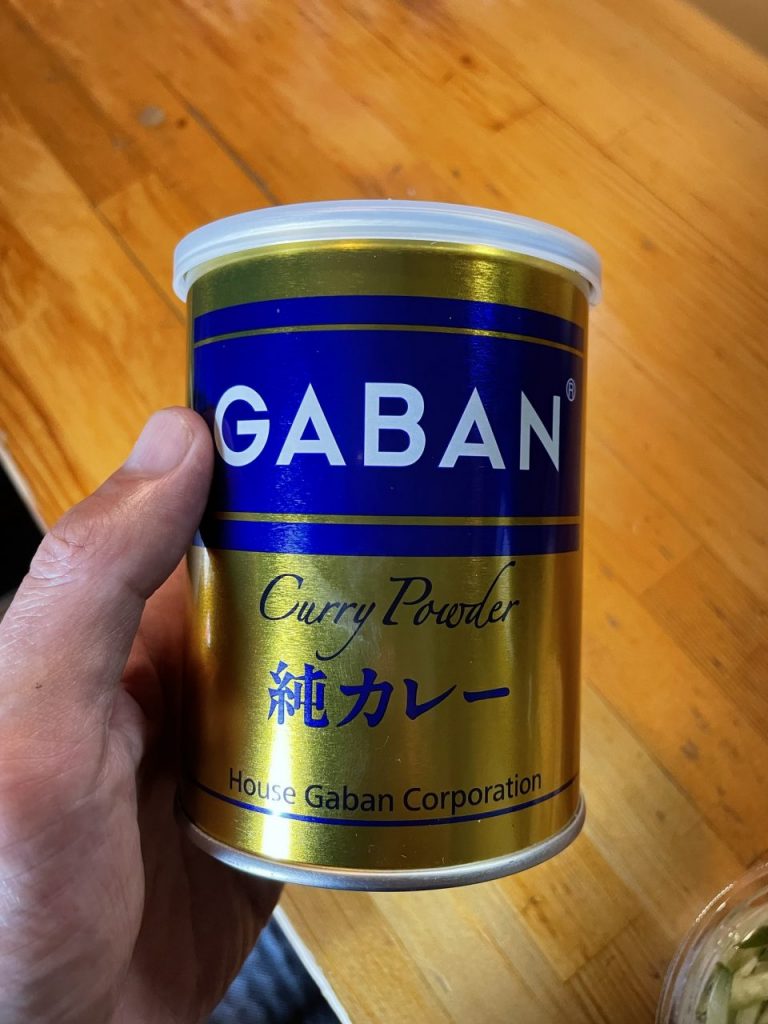 GABAN®
Curry Powder
純カレー
House Gaban Corporation